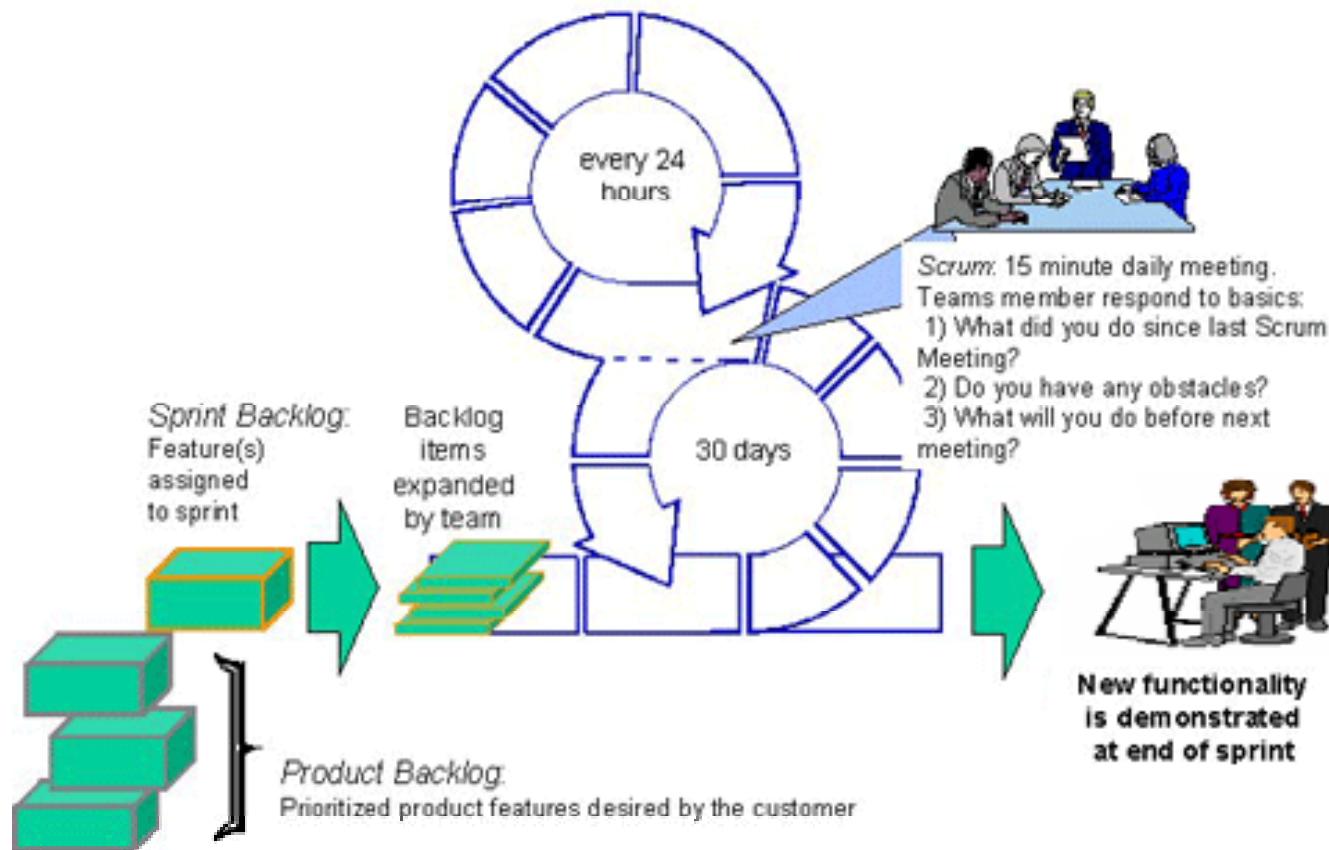 every 24
hours
Scrum: 15 minute daily meeting.
Teams member respond to basics:
1) What did you do since last Scrum
Meeting?
2) Do you have any obstacles?
3) What will you do before next
meeting?
Sprint Backlog:
Feature(s)
assigned
to sprint
Backlog
items
expanded
by team
30 days
New functionality
is demonstrated
at end of sprint
Product Backlog:
Prioritized product features desired by the customer